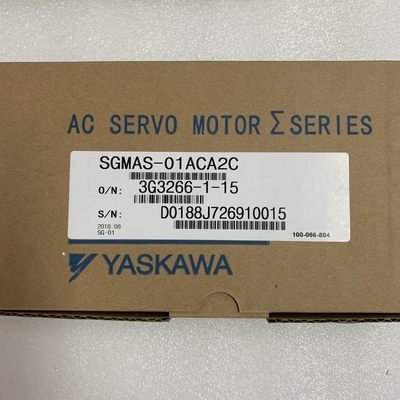 AC SERVO MOTOR Σ SERIES
SGMAS-01ACA2C
O/N: 3G3266-1-15
S/N: D0188J726910015
2018.08
SG-01
100-066-804
YASKAWA